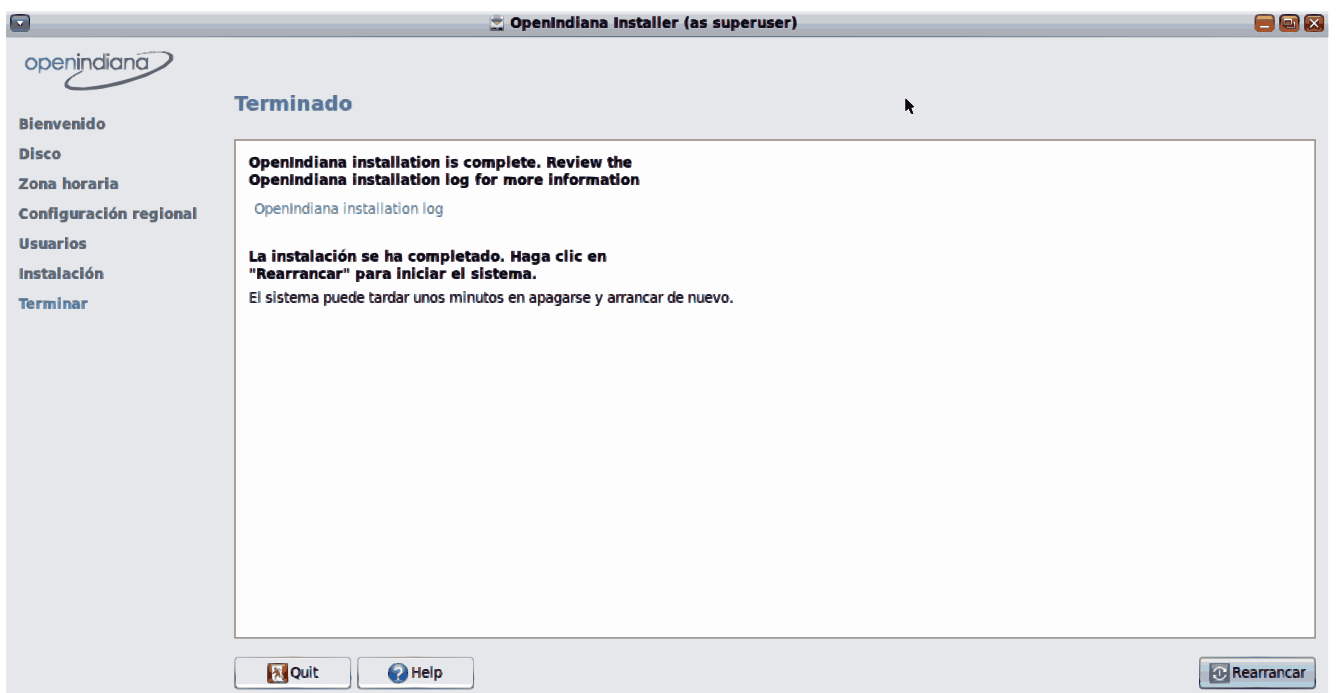 OpenIndiana Installer (as superuser)
openindiana
Bienvenido
Disco
Zona horaria
Configuración regional
Usuarios
Instalación
Terminar
Terminado
OpenIndiana installation is complete. Review the
OpenIndiana installation log for more information
OpenIndiana installation log
La instalación se ha completado. Haga clic en
"Rearrancar" para iniciar el sistema.
El sistema puede tardar unos minutos en apagarse y arrancar de nuevo.
Quit
Help
Rearrancar